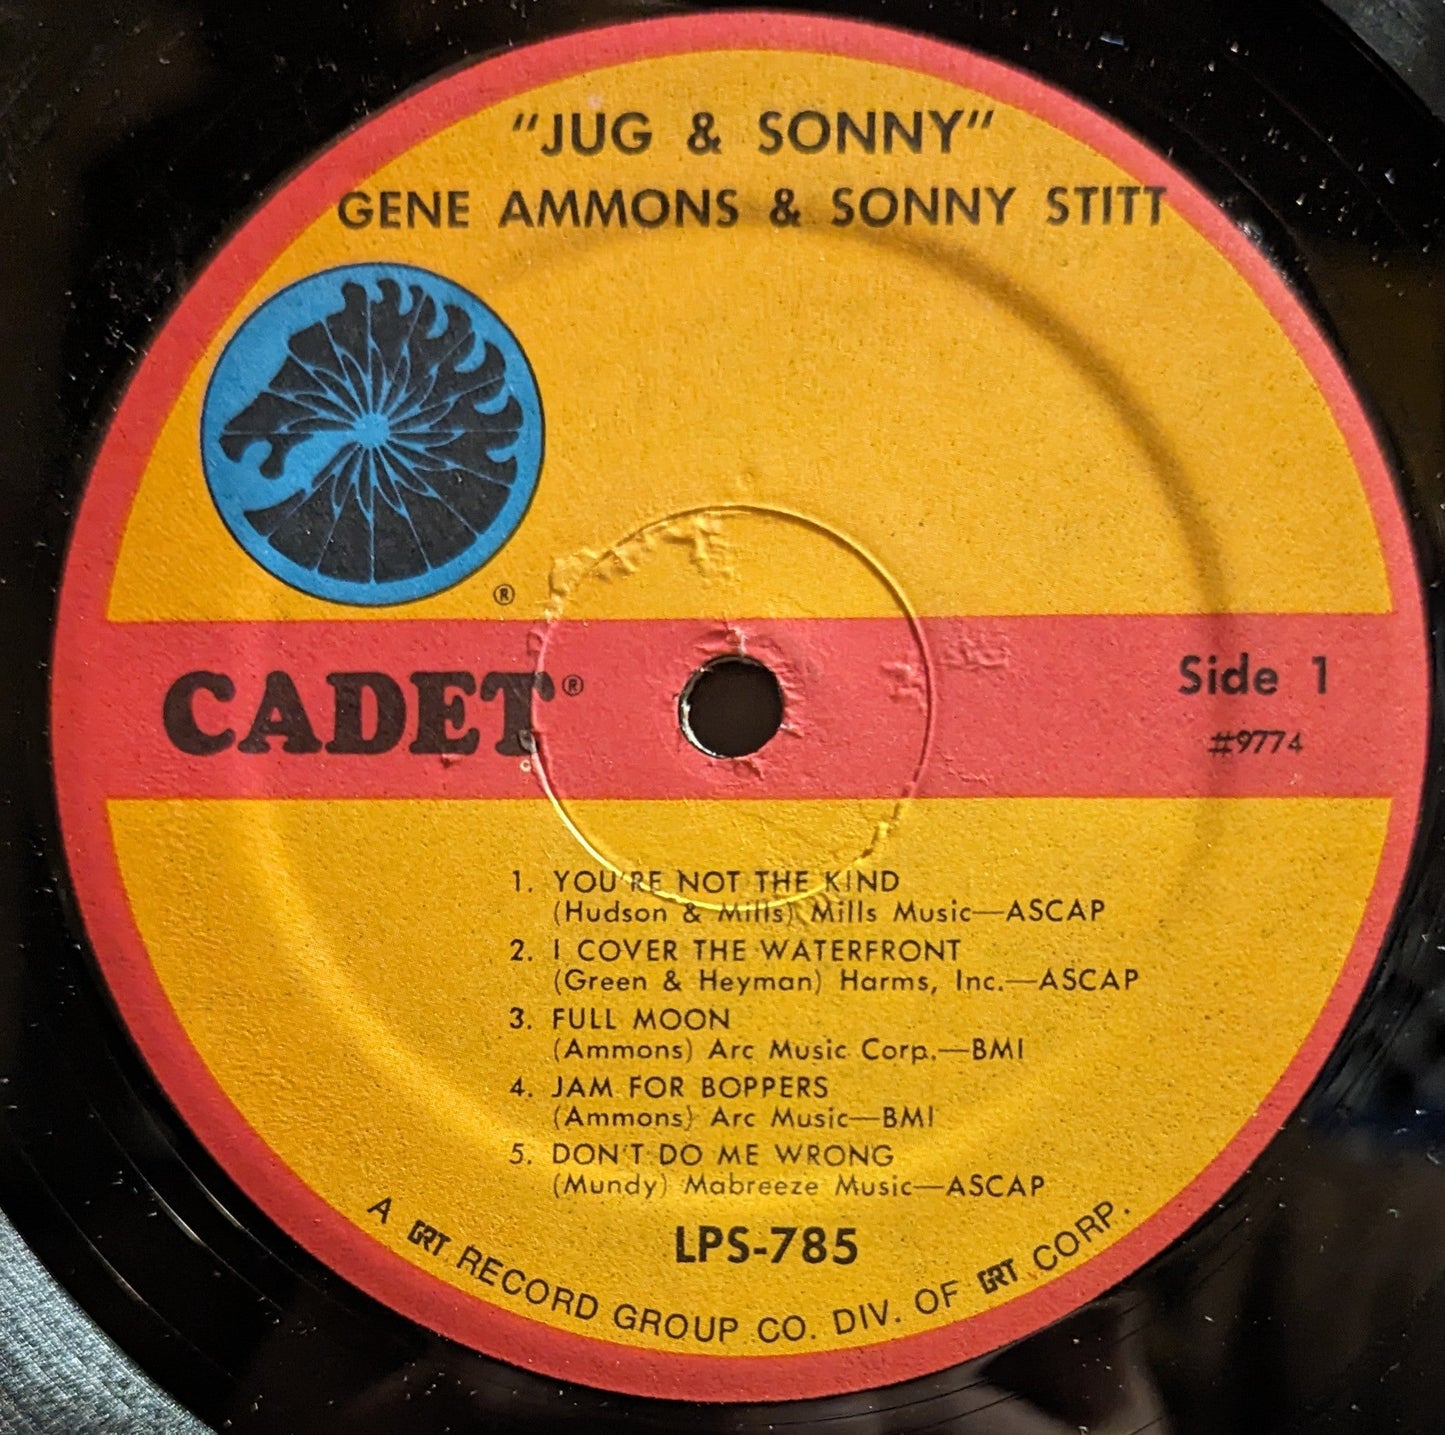 "JUG & SONNY"
GENE AMMONS & SONNY STITT
®
CADET®
Side 1
#9774
1. YOU'RE NOT THE KIND
(Hudson & Mills) Mills Music—ASCAP
2. I COVER THE WATERFRONT
(Green & Heyman) Harms, Inc.—ASCAP
3. FULL MOON
(Ammons) Arc Music Corp.—BMI
4. JAM FOR BOPPERS
(Ammons) Arc Music—BMI
5. DON'T DO ME WRONG
(Mundy) Mabreeze Music—ASCAP
LPS-785
A GRT RECORD GROUP CO. DIV. OF GRT CORP.